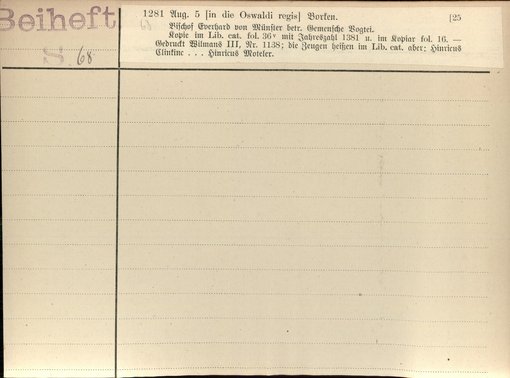 Beiheft
S. 68
1281 Aug. 5 [in die Oswaldi regis] Borken. [25
Bischof Everhard von Münster betr. Gemensche Vogtei.
Kopie im Lib. cat. fol. 36v mit Jahreszahl 1381 u. im Kopiar fol. 16. —
Gedruckt Wilmans III, Nr. 1138; die Zeugen heißen im Lib. cat. aber: Hinricus
Clinkinc . . . Hinricus Moteler.